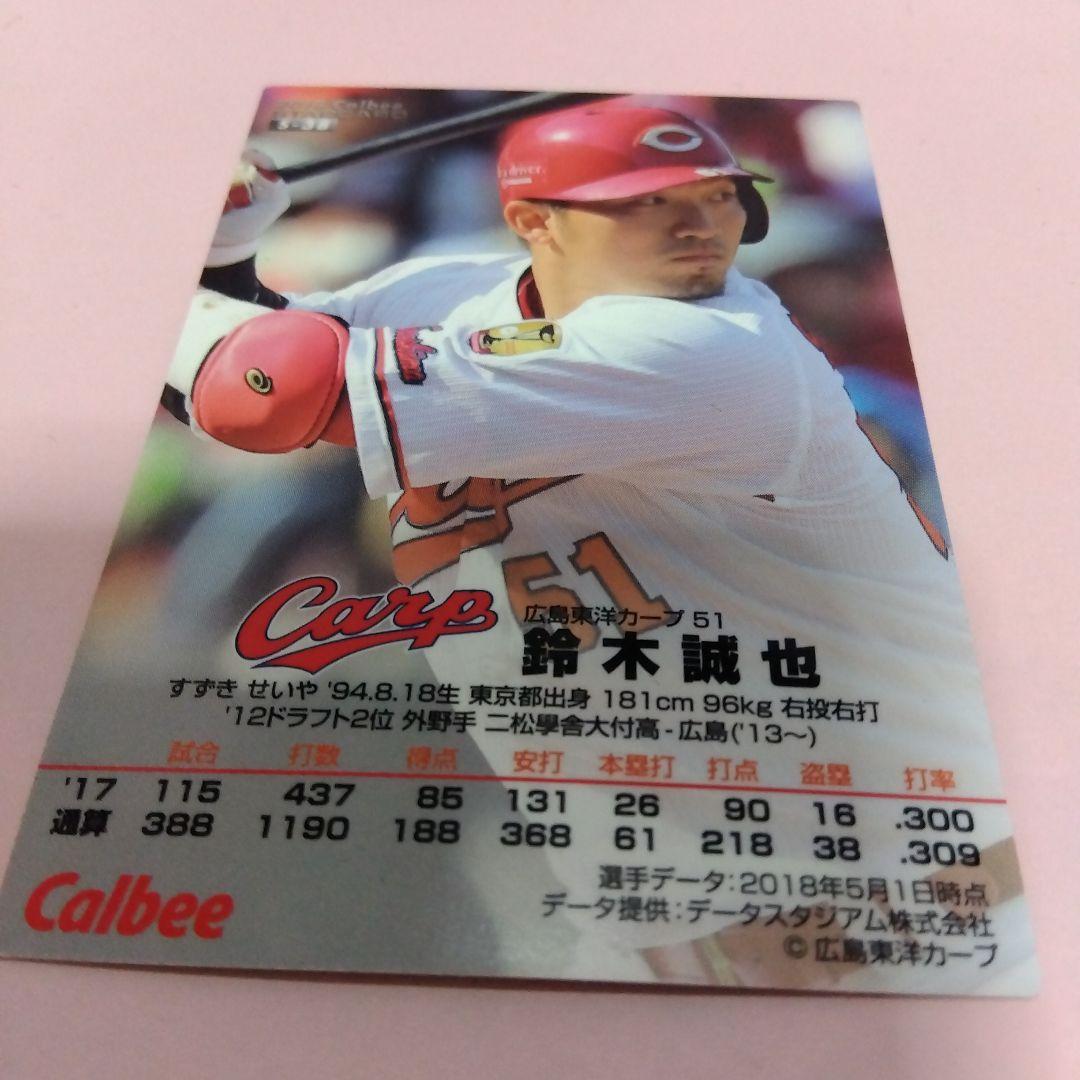 Calbee
S-38
driver.
51
Carp
広島東洋カープ 51
鈴木誠也
すずき せいや '94.8.18生 東京都出身 181cm 96kg 右投右打
'12ドラフト2位 外野手 二松學舎大付高-広島('13〜)
試合 打数 得点 安打 本塁打 打点 盗塁 打率
'17 115 437 85 131 26 90 16 .300
通算 388 1190 188 368 61 218 38 .309
選手データ:2018年5月1日時点
データ提供:データスタジアム株式会社
©広島東洋カープ
Calbee